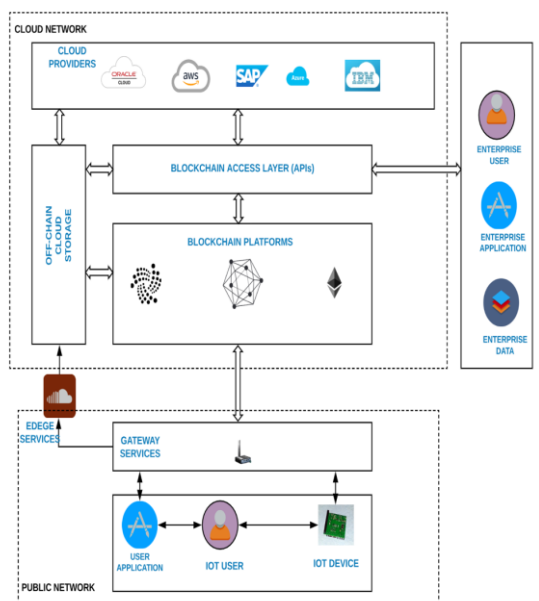 CLOUD NETWORK
CLOUD
PROVIDERS
ORACLE
CLOUD
aws
SAP
Azure
IBM
ENTERPRISE
USER
ENTERPRISE
APPLICATION
ENTERPRISE
DATA
OFF-CHAIN
CLOUD
STORAGE
BLOCKCHAIN ACCESS LAYER (APIs)
BLOCKCHAIN PLATFORMS
EDEGE
SERVICES
GATEWAY
SERVICES
USER
APPLICATION
IOT USER
IOT DEVICE
PUBLIC NETWORK